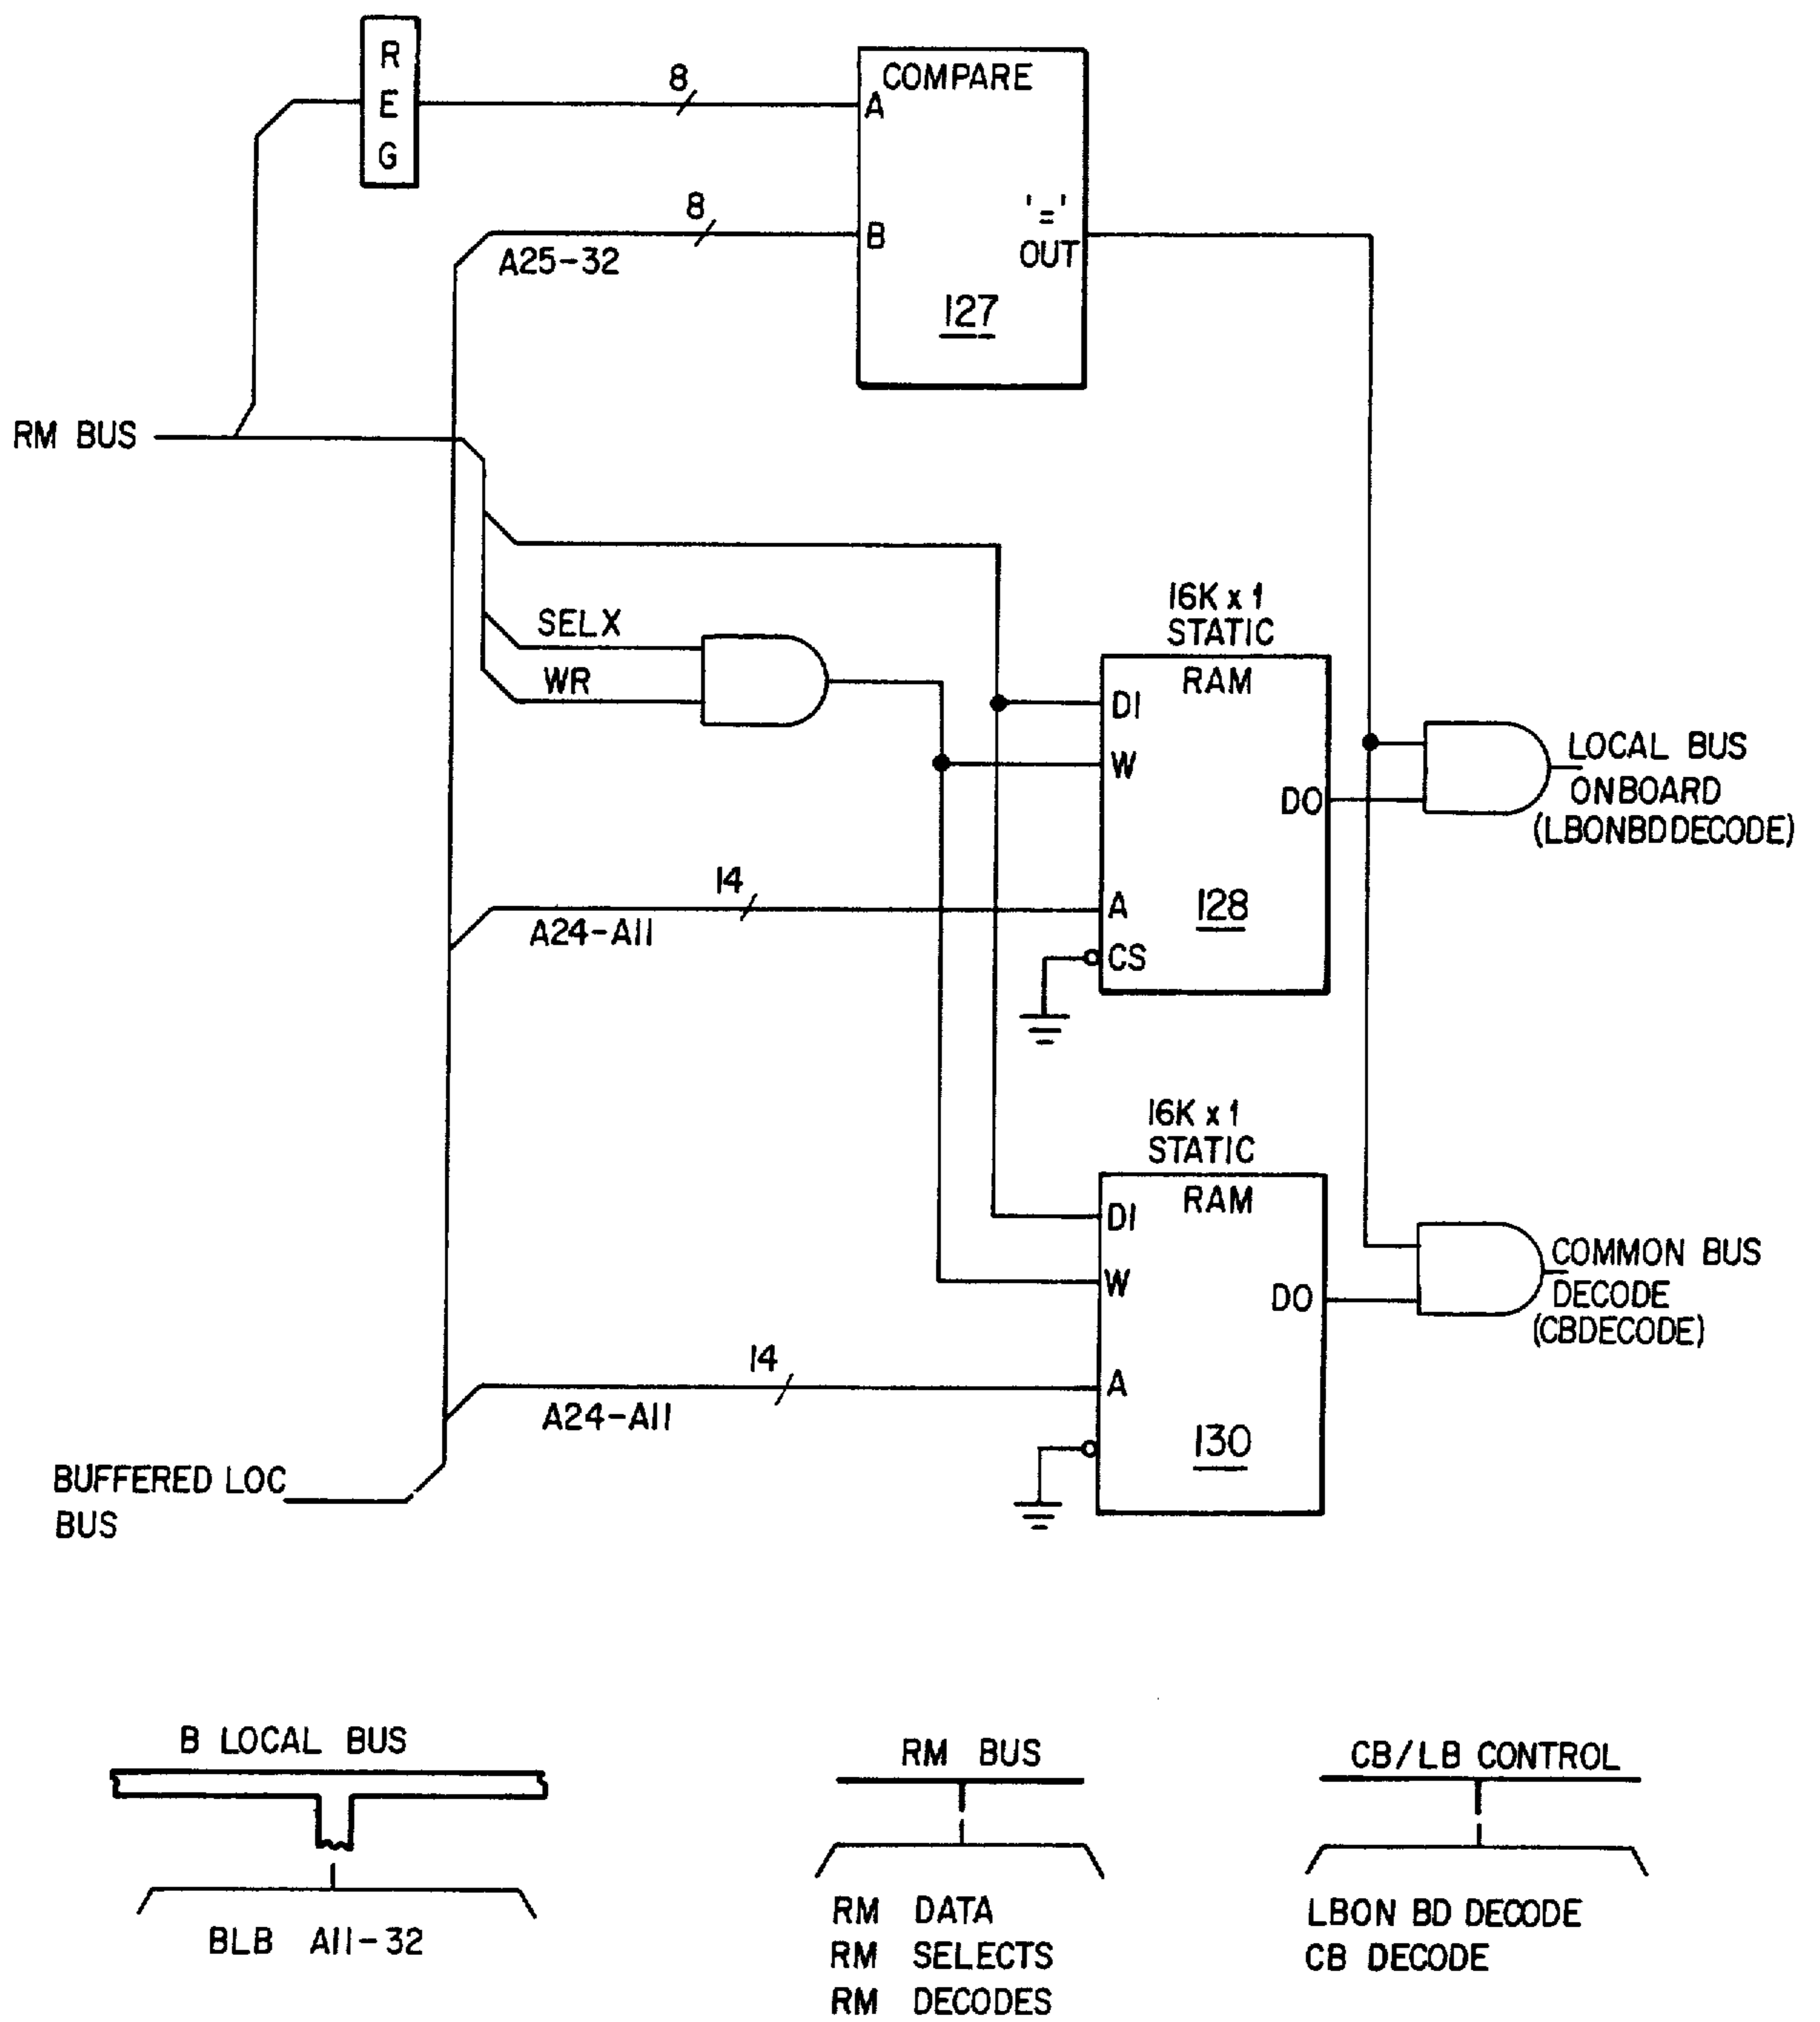 R
E
G
8
COMPARE
A
8
A25-32
B
'='
OUT
127
RM BUS
SELX
WR
16K x 1
STATIC
RAM
DI
W
DO
14
A24-A11
A
128
CS
LOCAL BUS
ONBOARD
(LBONBDDECODE)
16K x 1
STATIC
RAM
DI
W
DO
14
A24-A11
A
130
COMMON BUS
DECODE
(CBDECODE)
BUFFERED LOC
BUS
B LOCAL BUS
BLB A11-32
RM BUS
RM DATA
RM SELECTS
RM DECODES
CB/LB CONTROL
LBON BD DECODE
CB DECODE